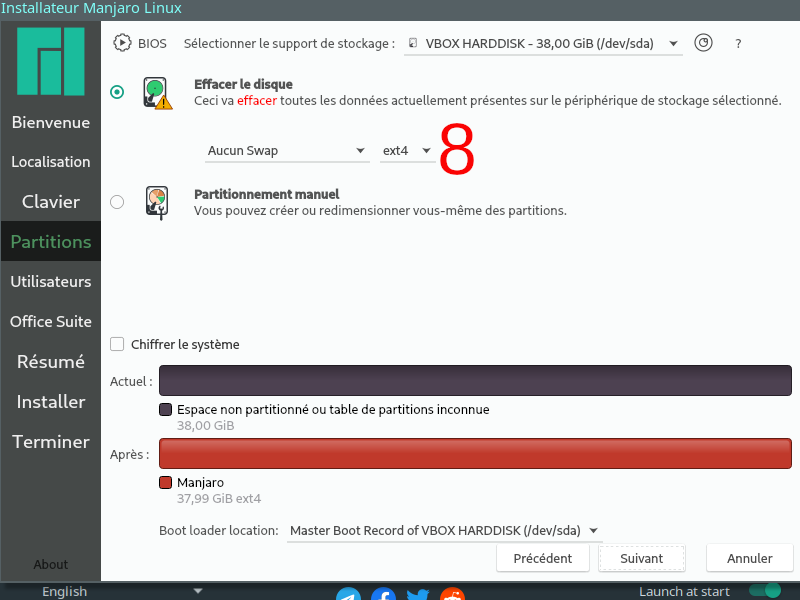 Installateur Manjaro Linux
BIOS Sélectionner le support de stockage : VBOX HARDDISK - 38,00 GiB (/dev/sda) ?
Effacer le disque
Ceci va effacer toutes les données actuellement présentes sur le périphérique de stockage sélectionné.
Bienvenue
Localisation
Clavier
Partitions
Utilisateurs
Office Suite
Résumé
Installer
Terminer
About
Aucun Swap ext4 8
Partitionnement manuel
Vous pouvez créer ou redimensionner vous-même des partitions.
Chiffrer le système
Actuel :
Espace non partitionné ou table de partitions inconnue
38,00 GiB
Après :
Manjaro
37,99 GiB ext4
Boot loader location: Master Boot Record of VBOX HARDDISK (/dev/sda)
Précédent Suivant Annuler
English Launch at start